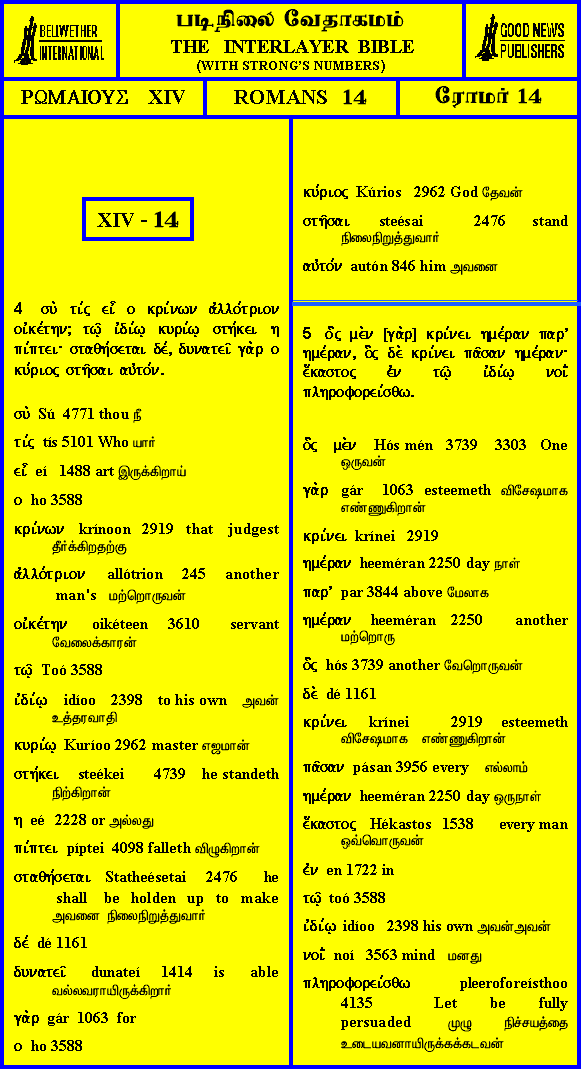 BELLWETHER
INTERNATIONAL
படிநிலை வேதாகமம்
THE INTERLAYER BIBLE
(WITH STRONG'S NUMBERS)
GOOD NEWS
PUBLISHERS
ΡΩΜΑΙΟΥΣ XIV
ROMANS 14
ரோமர் 14
XIV - 14
4 σὺ τίς εἶ ο κρίνων ἀλλότριον
οἰκέτην; τῷ ἰδίῳ κυρίῳ στήκει η
πίπτει· σταθήσεται δέ, δυνατεῖ γὰρ ο
κύριος στῆσαι αὐτόν.
σὺ Sú 4771 thou நீ
τίς tís 5101 Who யார்
εἶ eí 1488 art இருக்கிறாய்
ο ho 3588
κρίνων krínoon 2919 that judgest
தீர்க்கிறதற்கு
ἀλλότριον allótrion 245 another
man's மற்றொருவன்
οἰκέτην oikéteen 3610 servant
வேலைக்காரன்
τῷ Toó 3588
ἰδίῳ idíoo 2398 to his own அவன்
உத்தரவாதி
κυρίῳ Kuríoo 2962 master எஜமான்
στήκει steékei 4739 he standeth
நிற்கிறான்
η eé 2228 or அல்லது
πίπτει píptei 4098 falleth விழுகிறான்
σταθήσεται Statheésetai 2476 he
shall be holden up to make
அவனை நிலைநிறுத்துவார்
δέ dé 1161
δυνατεῖ dunateí 1414 is able
வல்லவராயிருக்கிறார்
γὰρ gár 1063 for
ο ho 3588
κύριος Kúrios 2962 God தேவன்
στῆσαι steésai 2476 stand
நிலைநிறுத்துவார்
αὐτόν autón 846 him அவனை
5 ὃς μὲν [γὰρ] κρίνει ημέραν παρ’
ημέραν, ὃς δὲ κρίνει πᾶσαν ημέραν·
ἕκαστος ἐν τῷ ἰδίῳ νοῒ
πληροφορείσθω.
ὃς μὲν Hós mén 3739 3303 One
ஒருவன்
γὰρ gár 1063 esteemeth விசேஷமாக
எண்ணுகிறான்
κρίνει krínei 2919
ημέραν heeméran 2250 day நாள்
παρ’ par 3844 above மேலாக
ημέραν heeméran 2250 another
மற்றொரு
ὃς hós 3739 another வேறொருவன்
δὲ dé 1161
κρίνει krínei 2919 esteemeth
விசேஷமாக எண்ணுகிறான்
πᾶσαν pásan 3956 every எல்லாம்
ημέραν heeméran 2250 day ஒருநாள்
ἕκαστος Hékastos 1538 every man
ஒவ்வொருவன்
ἐν en 1722 in
τῷ toó 3588
ἰδίῳ idíoo 2398 his own அவன்அவன்
νοῒ noí 3563 mind மனது
πληροφορείσθω pleeroforeísthoo
4135 Let be fully
persuaded முழு நிச்சயத்தை
உடையவனாயிருக்கக்கடவன்